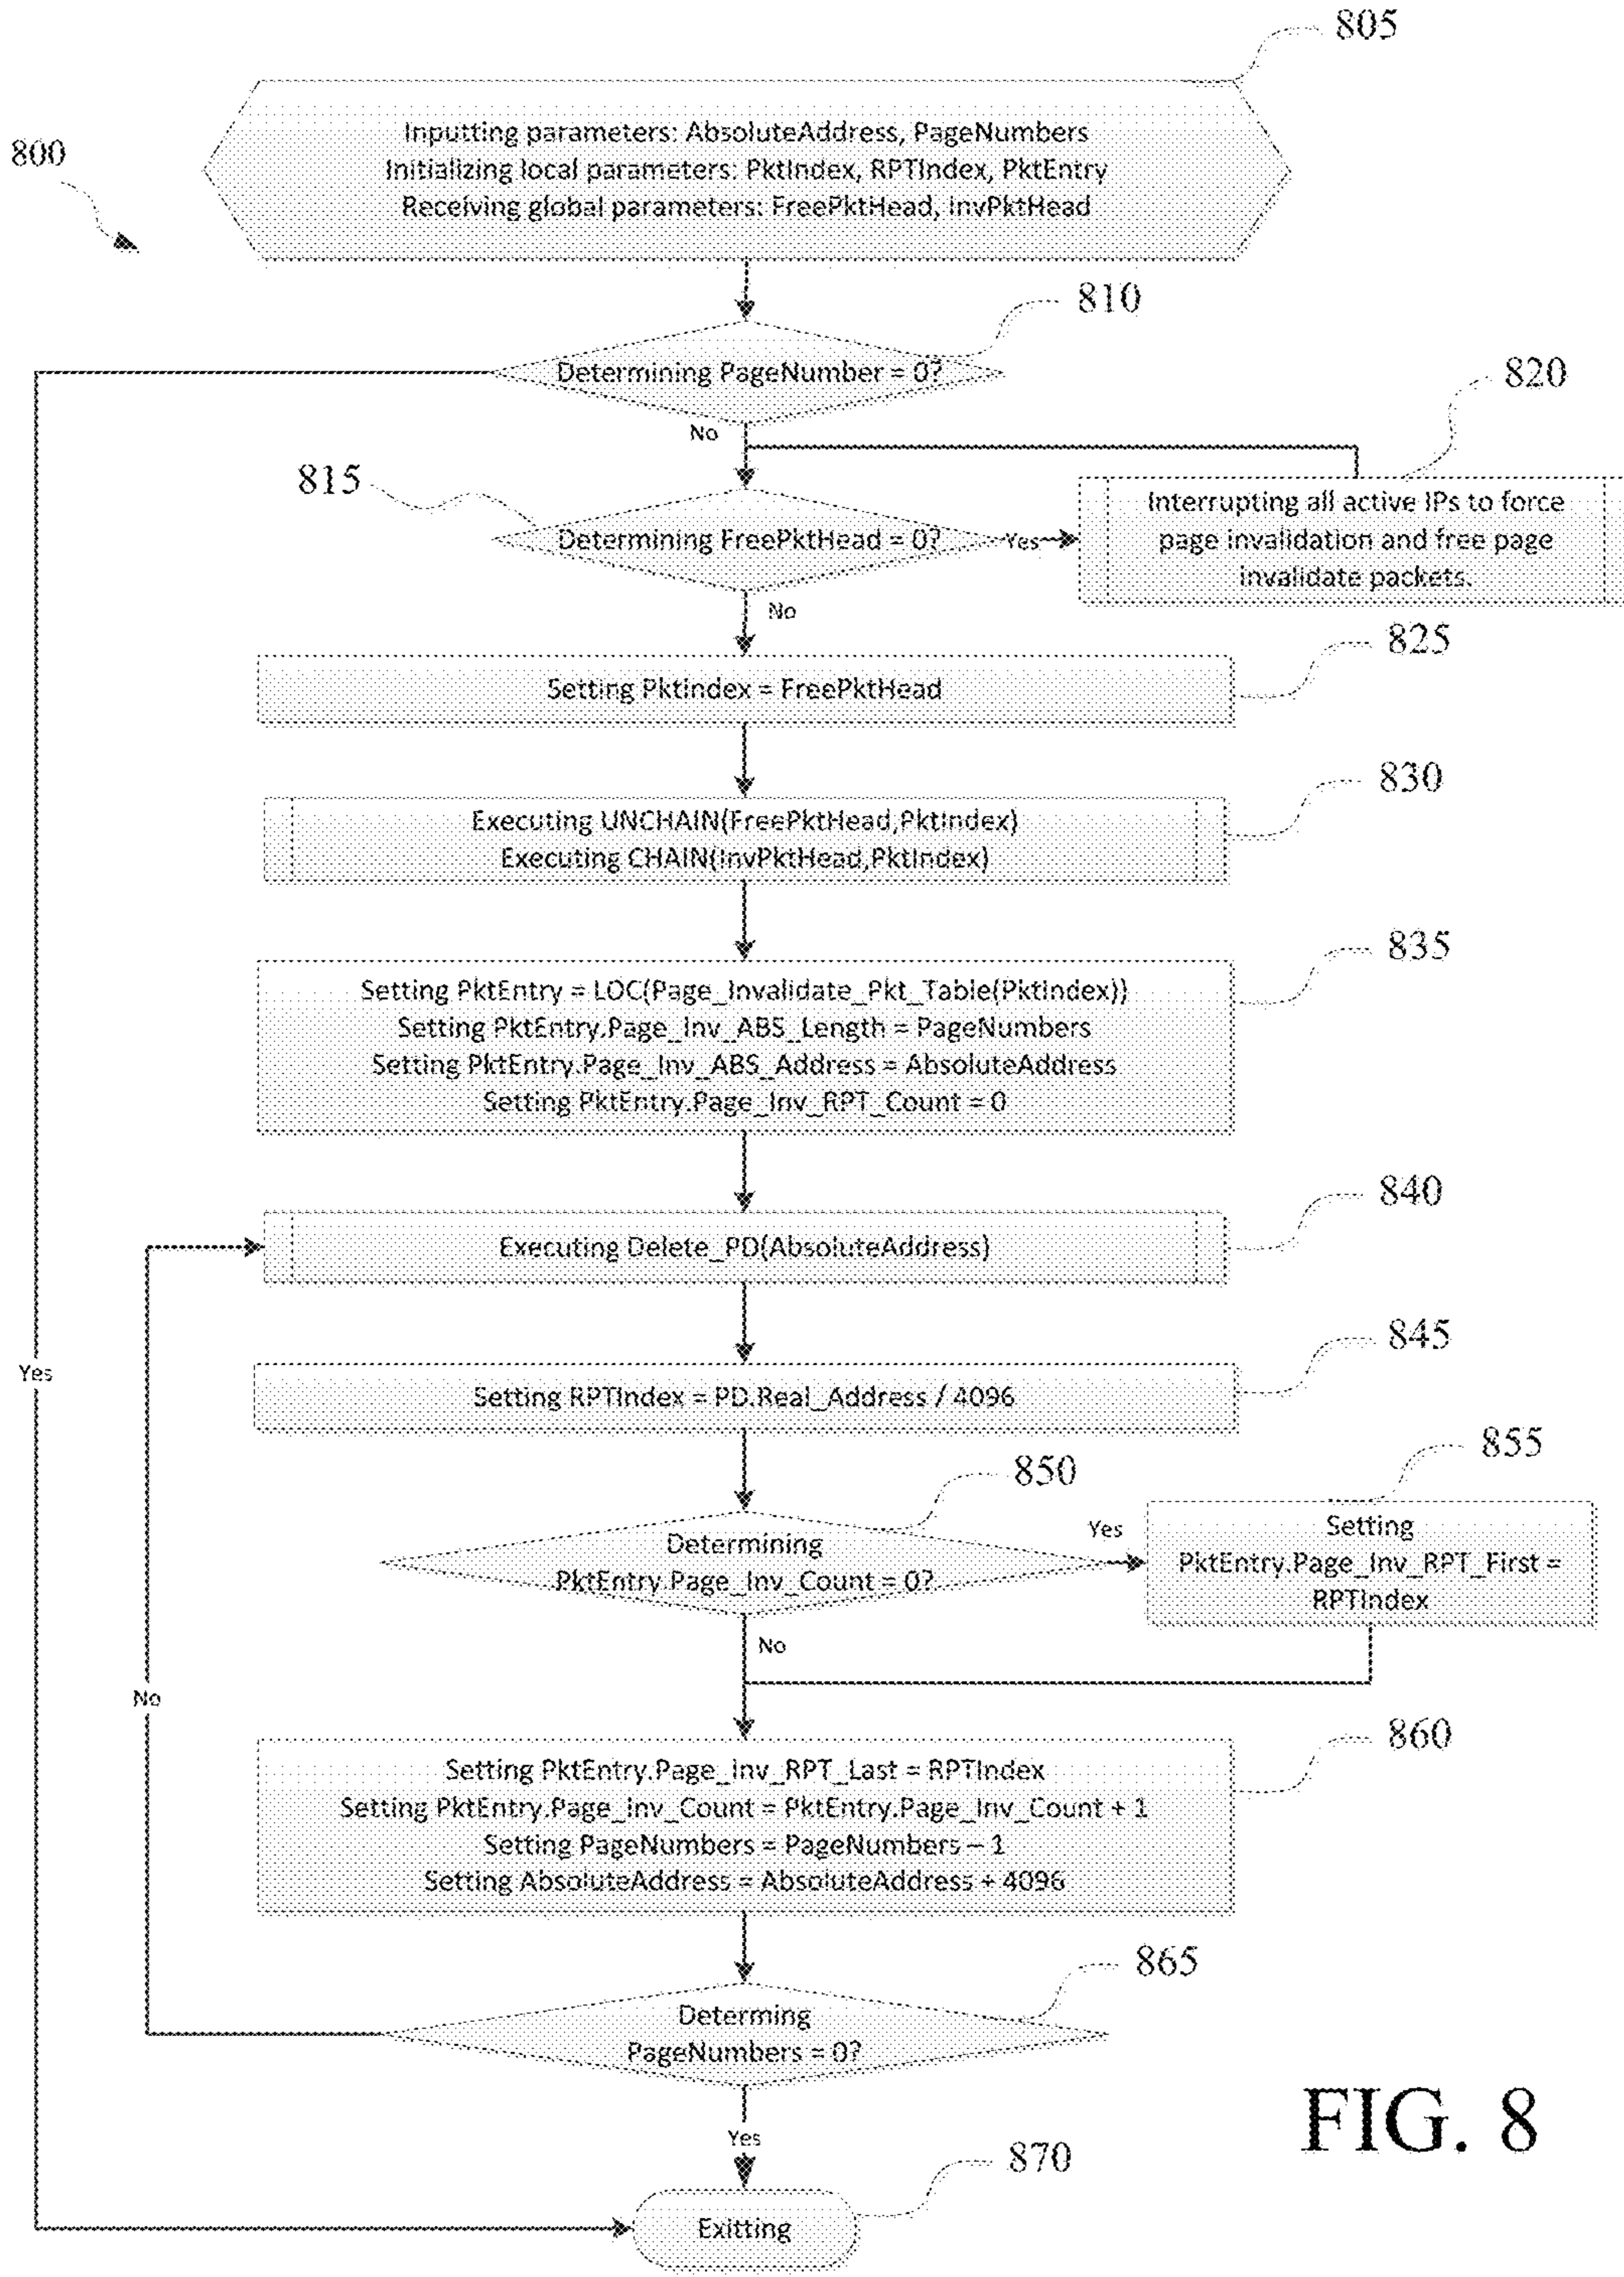 805
800
Inputting parameters: AbsoluteAddress, PageNumbers
Initializing local parameters: PktIndex, RPTIndex, PktEntry
Receiving global parameters: FreePktHead, InvPktHead
810
Determining PageNumber = 0?
820
No
815
Determining FreePktHead = 0?
Yes
Interrupting all active IPs to force
page invalidation and free page
invalidate packets.
No
825
Setting PktIndex = FreePktHead
830
Executing UNCHAIN(FreePktHead,PktIndex)
Executing CHAIN(InvPktHead,PktIndex)
835
Setting PktEntry = LOC(Page_Invalidate_Pkt_Table(PktIndex))
Setting PktEntry.Page_Inv_ABS_Length = PageNumbers
Setting PktEntry.Page_Inv_ABS_Address = AbsoluteAddress
Setting PktEntry.Page_Inv_RPT_Count = 0
840
Executing Delete_PD(AbsoluteAddress)
845
Yes
Setting RPTIndex = PD.Real_Address / 4096
855
850
Determining
PktEntry.Page_Inv_Count = 0?
Yes
Setting
PktEntry.Page_Inv_RPT_First =
RPTIndex
No
No
860
Setting PktEntry.Page_Inv_RPT_Last = RPTIndex
Setting PktEntry.Page_Inv_Count = PktEntry.Page_Inv_Count + 1
Setting PageNumbers = PageNumbers – 1
Setting AbsoluteAddress = AbsoluteAddress + 4096
865
Determing
PageNumbers = 0?
Yes
870
Exitting
FIG. 8